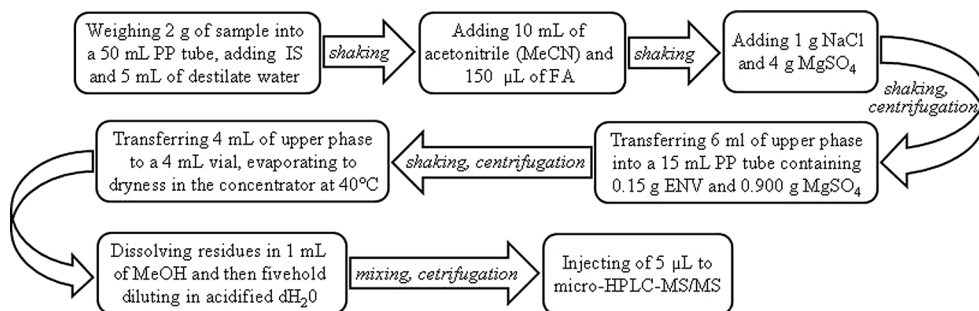 Weighing 2 g of sample into
a 50 mL PP tube, adding IS
and 5 mL of destilate water
shaking
Adding 10 mL of
acetonitrile (MeCN) and
150 μL of FA
shaking
Adding 1 g NaCl
and 4 g MgSO₄
shaking,
centrifugation
Transferring 6 ml of upper phase
into a 15 mL PP tube containing
0.15 g ENV and 0.900 g MgSO₄
shaking, centrifugation
Transferring 4 mL of upper phase
to a 4 mL vial, evaporating to
dryness in the concentrator at 40°C
Dissolving residues in 1 mL
of MeOH and then fivehold
diluting in acidified dH₂0
mixing, cetrifugation
Injecting of 5 μL to
micro-HPLC-MS/MS